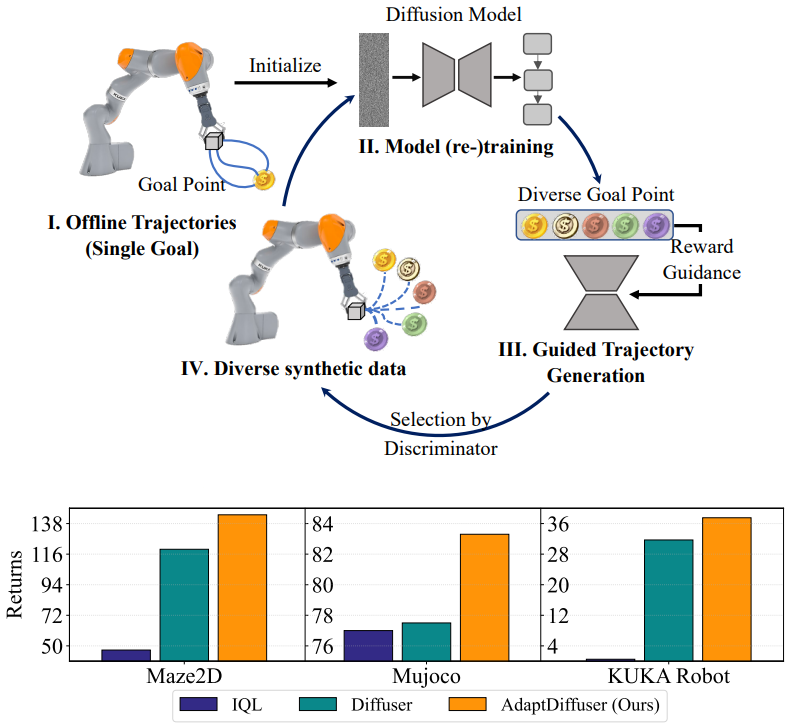 Diffusion Model
Initialize
II. Model (re-)training
Goal Point
I. Offline Trajectories
(Single Goal)
Diverse Goal Point
Reward
Guidance
III. Guided Trajectory
Generation
IV. Diverse synthetic data
Selection by
Discriminator
KUKA
$
$ $ $ $ $
$ $ $ $ $
Returns
138
116
94
72
50
84
82
80
78
76
36
28
20
12
4
Maze2D
Mujoco
KUKA Robot
IQL
Diffuser
AdaptDiffuser (Ours)